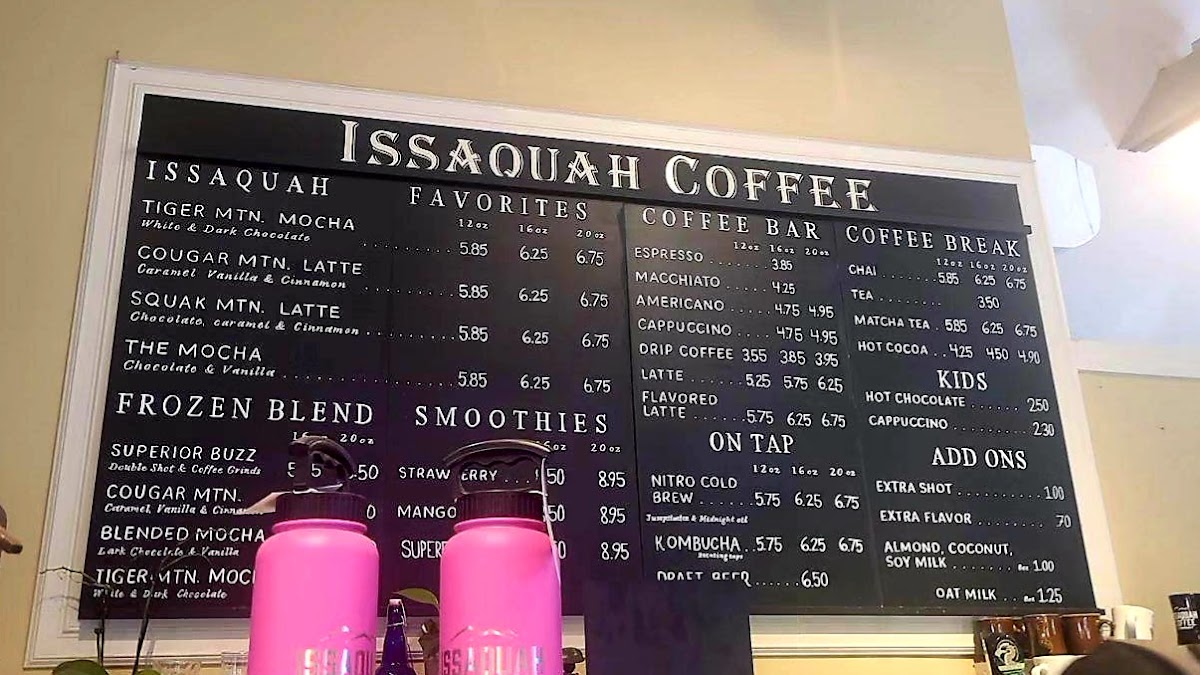 ISSAQUAH COFFEE
ISSAQUAH FAVORITES
12oz 16oz 20oz
TIGER MTN. MOCHA
White & Dark Chocolate .......... 5.85 6.25 6.75
COUGAR MTN. LATTE
Caramel Vanilla & Cinnamon .......... 5.85 6.25 6.75
SQUAK MTN. LATTE
Chocolate, caramel & Cinnamon .......... 5.85 6.25 6.75
THE MOCHA
Chocolate & Vanilla .......... 5.85 6.25 6.75
FROZEN BLEND
20oz
SUPERIOR BUZZ
Double Shot & Coffee Grinds
COUGAR MTN.
Caramel, Vanilla &
BLENDED MOCHA
& Vanilla
TIGER MTN.
White & Dark Chocolate
SMOOTHIES
20oz
8.95
MANGO 8.95
8.95
COFFEE BAR
12oz 16oz 20oz
ESPRESSO ....... 3.85
MACCHIATO ..... 4.25
AMERICANO ..... 4.75 4.95
CAPPUCCINO ..... 4.75 4.95
DRIP COFFEE 3.55 3.85 3.95
LATTE ....... 5.25 5.75 6.25
FLAVORED
LATTE ....... 5.75 6.25 6.75
ON TAP
12oz 16oz 20oz
NITRO COLD
BREW ..... 5.75 6.25 6.75
& Midnight oil
KOMBUCHA .. 5.75 6.25 6.75
DRAFT BEER ...... 6.50
COFFEE BREAK
12oz 16oz 20oz
CHAI ....... 5.85 6.25 6.75
TEA ........ 3.50
MATCHA TEA .. 5.85 6.25 6.75
HOT COCOA .. 4.25 4.50 4.90
KIDS
HOT CHOCOLATE ...... 2.50
CAPPUCCINO ........ 2.30
ADD ONS
EXTRA SHOT .......... 1.00
EXTRA FLAVOR ........ .70
ALMOND, COCONUT,
SOY MILK ........ 1.00
OAT MILK .. 1.25